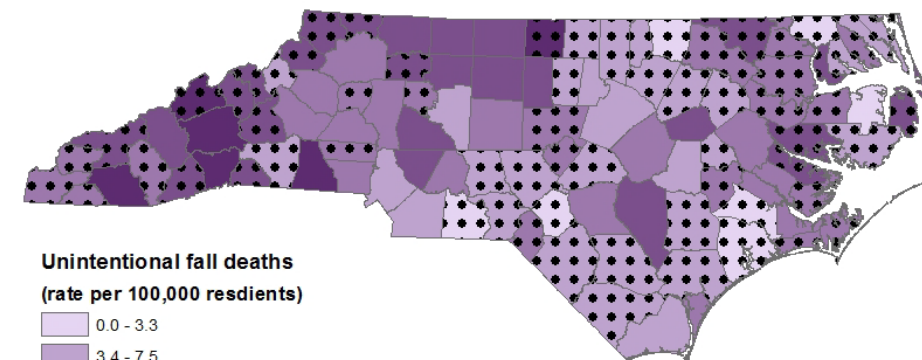 Unintentional fall deaths
(rate per 100,000 resdients)
0.0 - 3.3
3.4 - 7.5